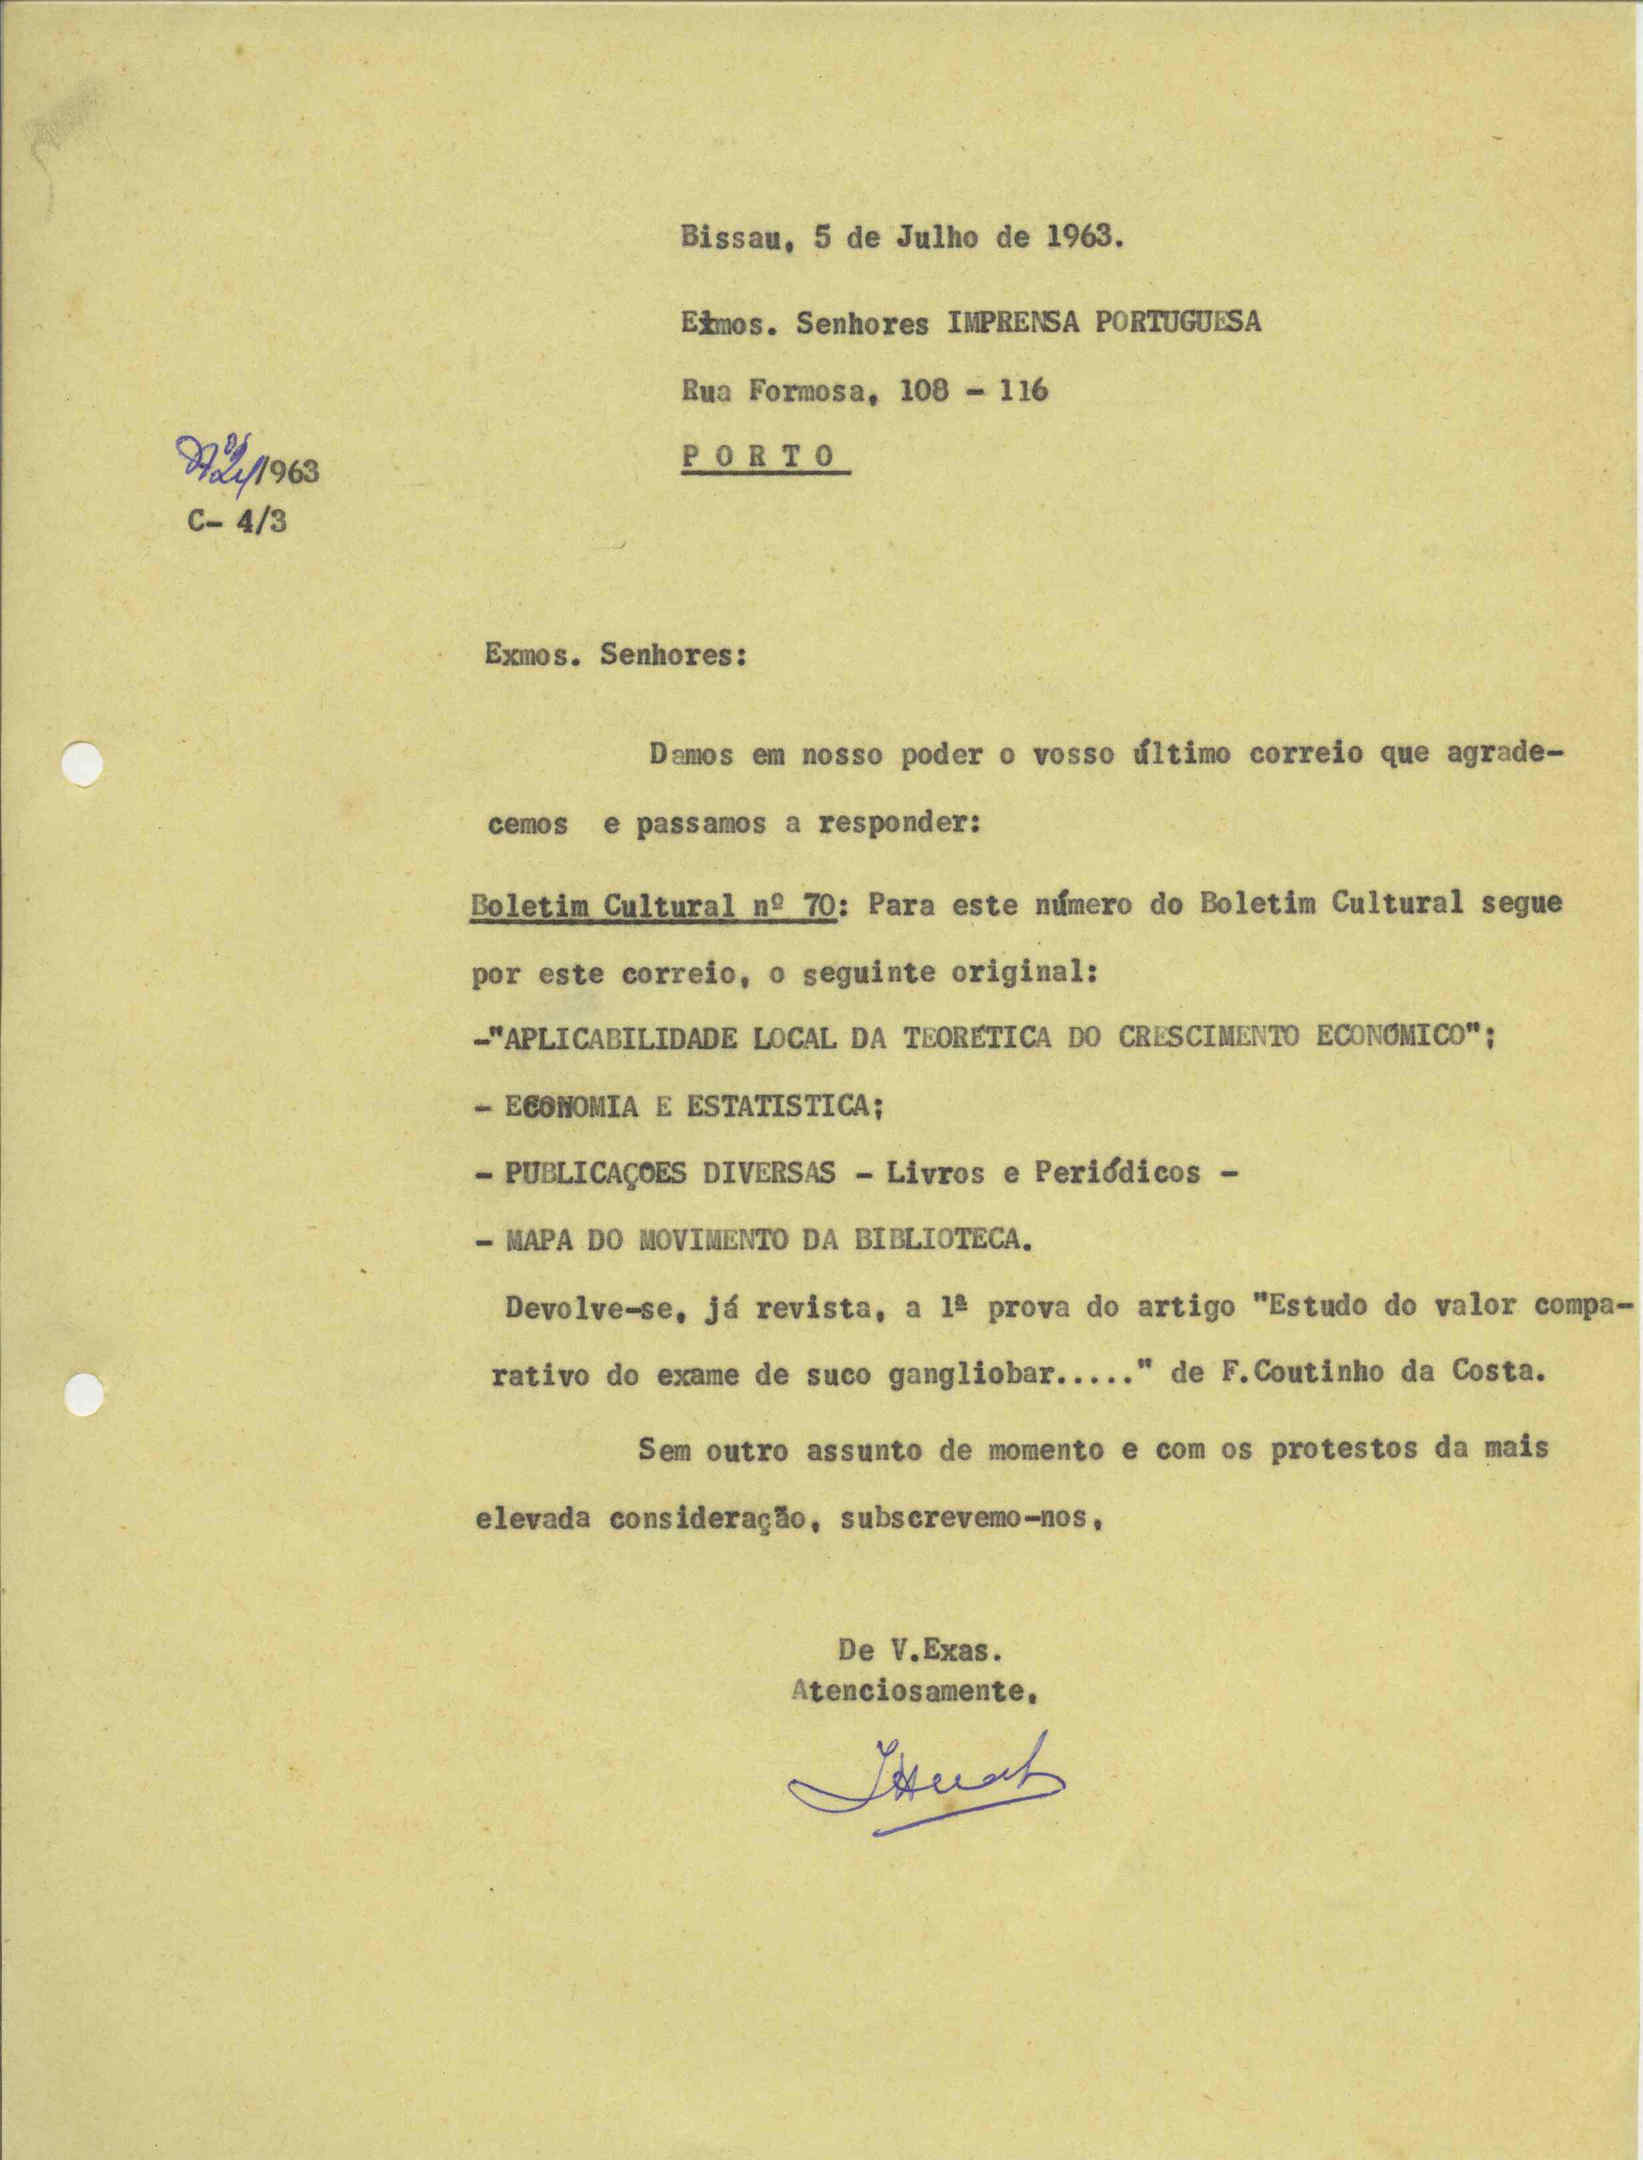 Bissau, 5 de Julho de 1963.
Exmos. Senhores IMPRENSA PORTUGUESA
Rua Formosa, 108 - 116
P O R T O
/1963
C- 4/3
Exmos. Senhores:
Damos em nosso poder o vosso último correio que agrade-
cemos e passamos a responder:
Boletim Cultural nº 70: Para este número do Boletim Cultural segue
por este correio, o seguinte original:
-"APLICABILIDADE LOCAL DA TEORÉTICA DO CRESCIMENTO ECONÓMICO";
- ECONOMIA E ESTATISTICA;
- PUBLICAÇOES DIVERSAS - Livros e Periódicos -
- MAPA DO MOVIMENTO DA BIBLIOTECA.
Devolve-se, já revista, a 1ª prova do artigo "Estudo do valor compa-
rativo do exame de suco gangliobar....." de F.Coutinho da Costa.
Sem outro assunto de momento e com os protestos da mais
elevada consideração, subscrevemo-nos,
De V.Exas.
Atenciosamente,